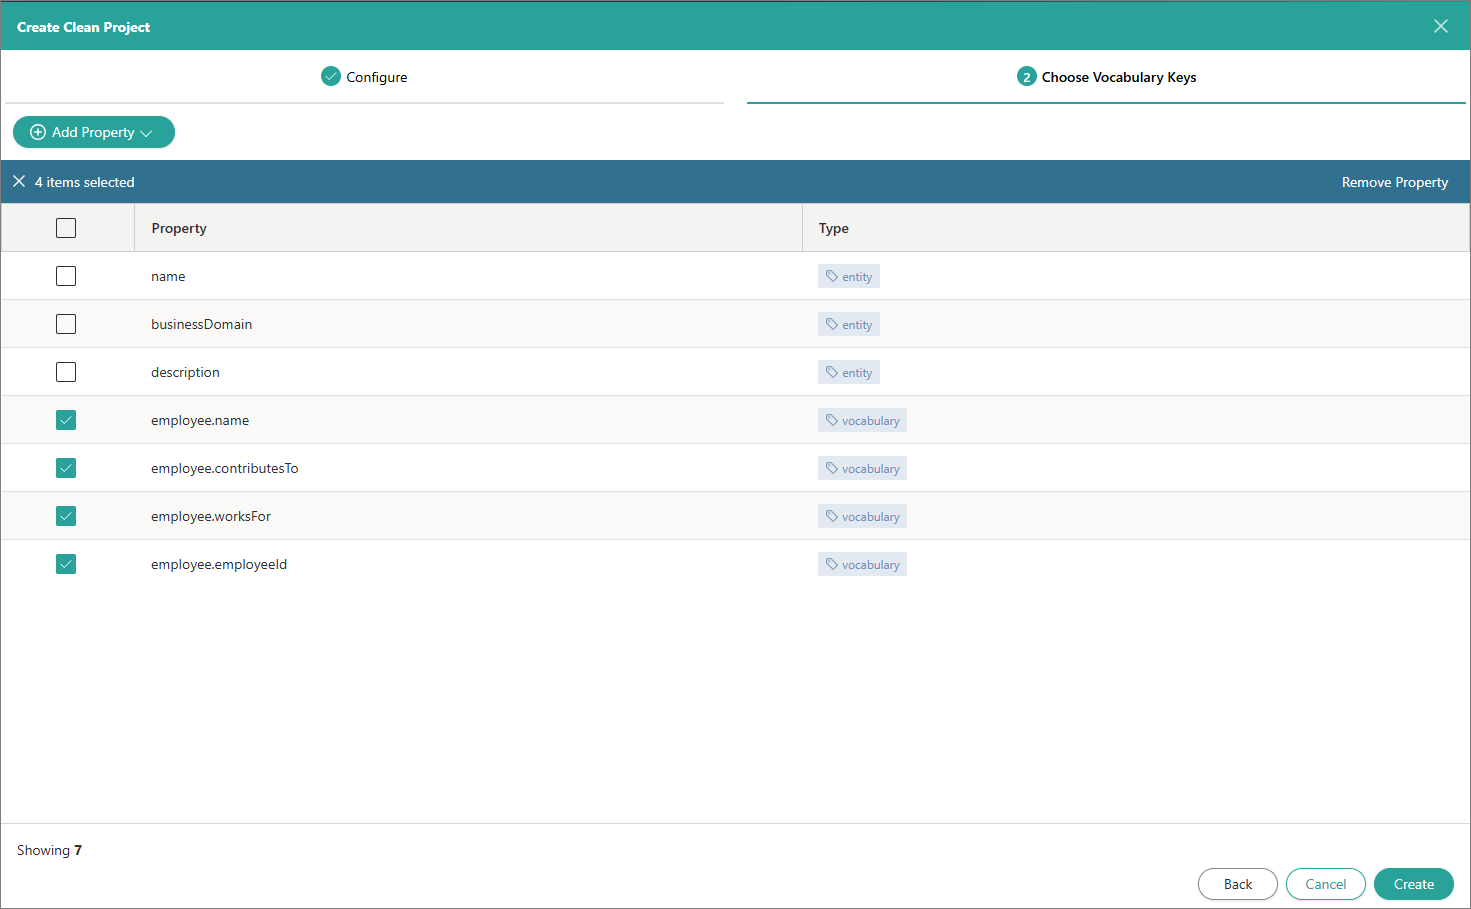 Create Clean Project
Configure
2 Choose Vocabulary Keys
Add Property
4 items selected Remove Property
Property Type
name entity
businessDomain entity
description entity
employee.name vocabulary
employee.contributesTo vocabulary
employee.worksFor vocabulary
employee.employeeId vocabulary
Showing 7
Back Cancel Create